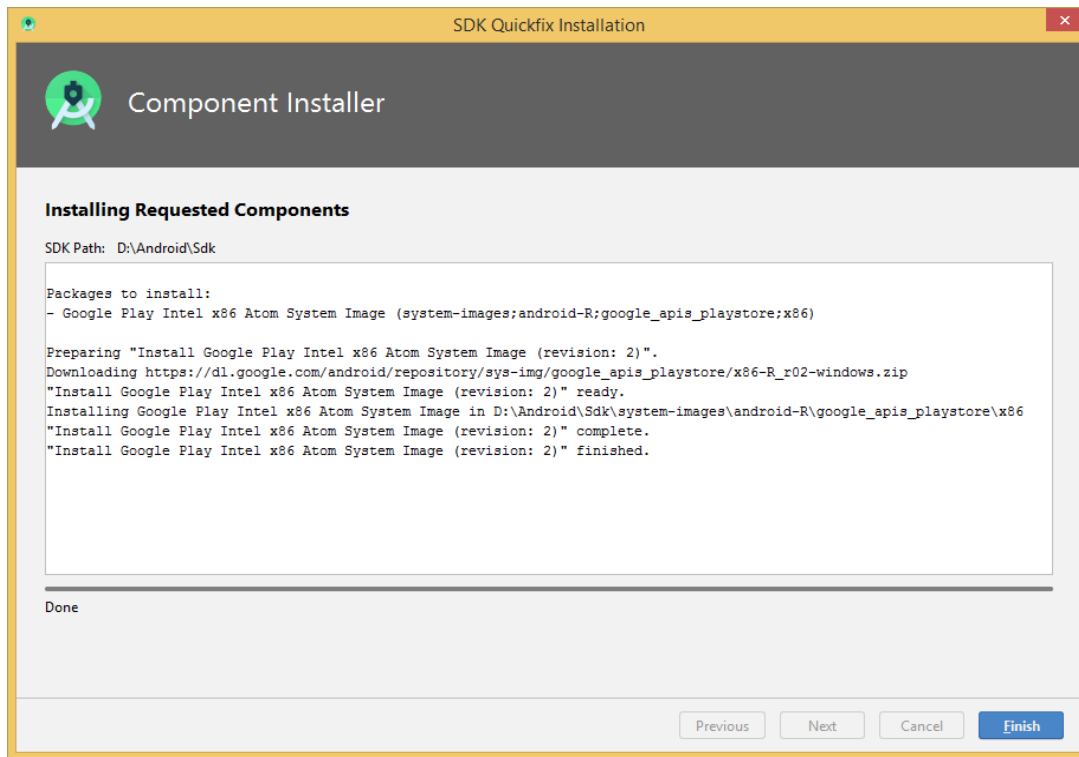 SDK Quickfix Installation
Component Installer
Installing Requested Components
SDK Path: D:\Android\Sdk
Packages to install:
- Google Play Intel x86 Atom System Image (system-images;android-R;google_apis_playstore;x86)
Preparing "Install Google Play Intel x86 Atom System Image (revision: 2)".
Downloading https://dl.google.com/android/repository/sys-img/google_apis_playstore/x86-R_r02-windows.zip
"Install Google Play Intel x86 Atom System Image (revision: 2)" ready.
Installing Google Play Intel x86 Atom System Image in D:\Android\Sdk\system-images\android-R\google_apis_playstore\x86
"Install Google Play Intel x86 Atom System Image (revision: 2)" complete.
"Install Google Play Intel x86 Atom System Image (revision: 2)" finished.
Done
Previous Next Cancel Finish